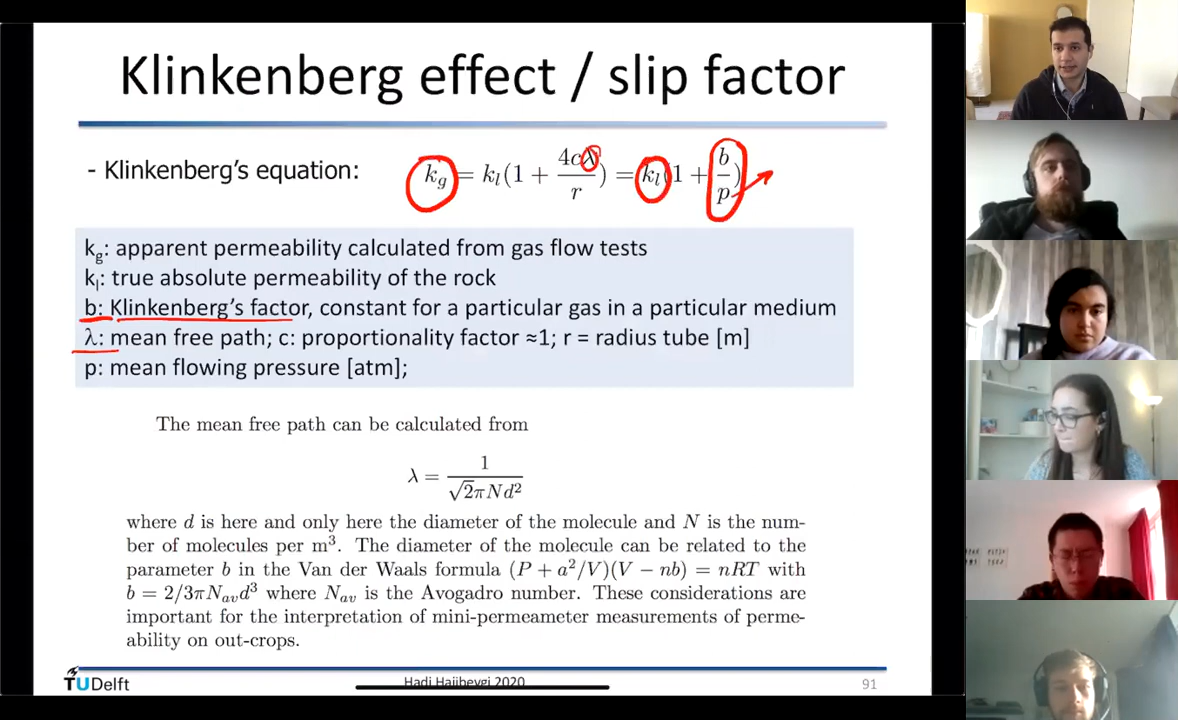 Klinkenberg effect / slip factor
- Klinkenberg's equation: k_g = k_l(1 + 4cλ/r) = k_l(1 + b/p)
k_g: apparent permeability calculated from gas flow tests
k_l: true absolute permeability of the rock
b: Klinkenberg's factor, constant for a particular gas in a particular medium
λ: mean free path; c: proportionality factor ≈1; r = radius tube [m]
p: mean flowing pressure [atm];
The mean free path can be calculated from
λ = 1/(√2πNd²)
where d is here and only here the diameter of the molecule and N is the num-
ber of molecules per m³. The diameter of the molecule can be related to the
parameter b in the Van der Waals formula (P + a²/V)(V − nb) = nRT with
b = 2/3πN_av d³ where N_av is the Avogadro number. These considerations are
important for the interpretation of mini-permeameter measurements of perme-
ability on out-crops.
TUDelft
Hadi Hajibeygi 2020
91